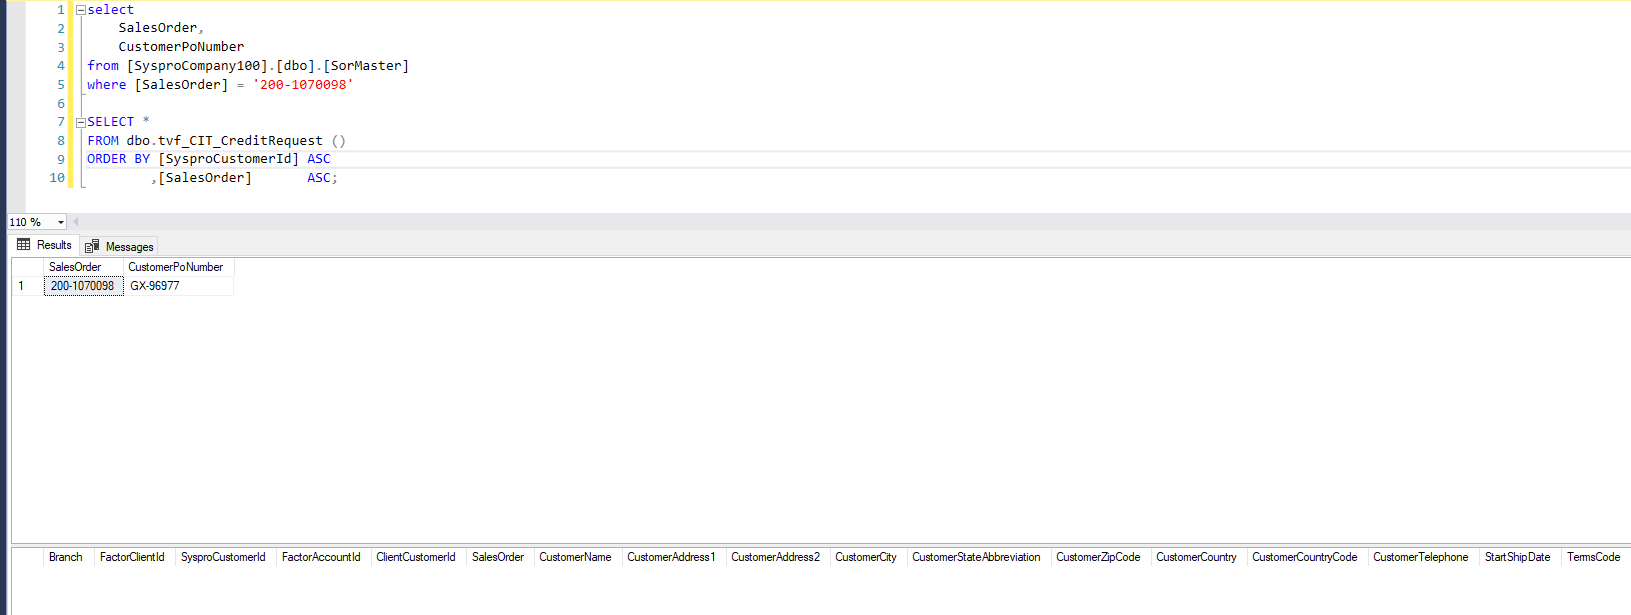 1 select
2 SalesOrder,
3 CustomerPoNumber
4 from [SysproCompany100].[dbo].[SorMaster]
5 where [SalesOrder] = '200-1070098'
6
7 SELECT *
8 FROM dbo.tvf_CIT_CreditRequest ()
9 ORDER BY [SysproCustomerId] ASC
10 ,[SalesOrder] ASC;
110 %
Results Messages
SalesOrder CustomerPoNumber
1 200-1070098 GX-96977
Branch FactorClientId SysproCustomerId FactorAccountId ClientCustomerId SalesOrder CustomerName CustomerAddress1 CustomerAddress2 CustomerCity CustomerStateAbbreviation CustomerZipCode CustomerCountry CustomerCountryCode CustomerTelephone StartShipDate TermsCode